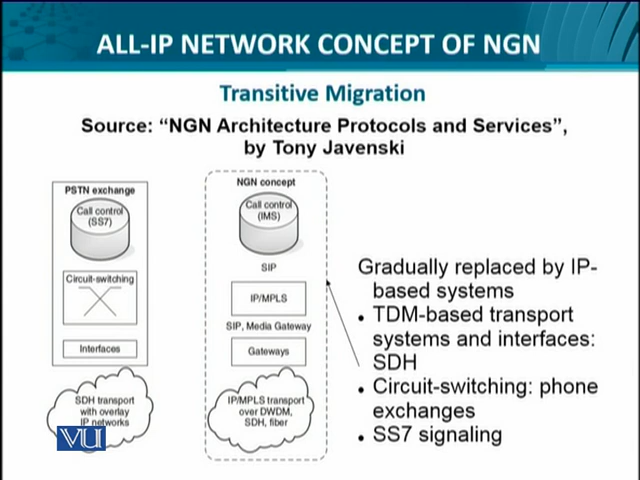 ALL-IP NETWORK CONCEPT OF NGN
Transitive Migration
Source: “NGN Architecture Protocols and Services”,
by Tony Javenski
PSTN exchange
Call control
(SS7)
Circuit-switching
Interfaces
SDH transport
with overlay
IP networks
VU
NGN concept
Call control
(IMS)
SIP
IP/MPLS
SIP, Media Gateway
Gateways
IP/MPLS transport
over DWDM,
SDH, fiber
Gradually replaced by IP-
based systems
• TDM-based transport
systems and interfaces:
SDH
• Circuit-switching: phone
exchanges
• SS7 signaling